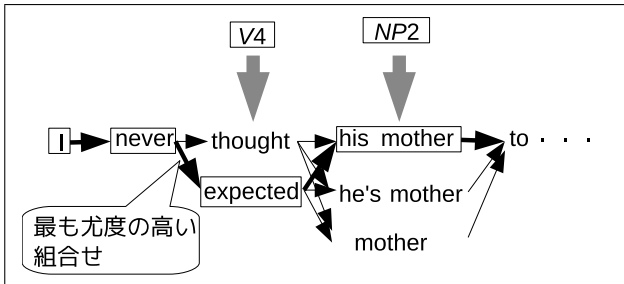 V4 NP2
I never thought his mother to · · ·
expected he's mother
mother
最も尤度の高い
組合せ